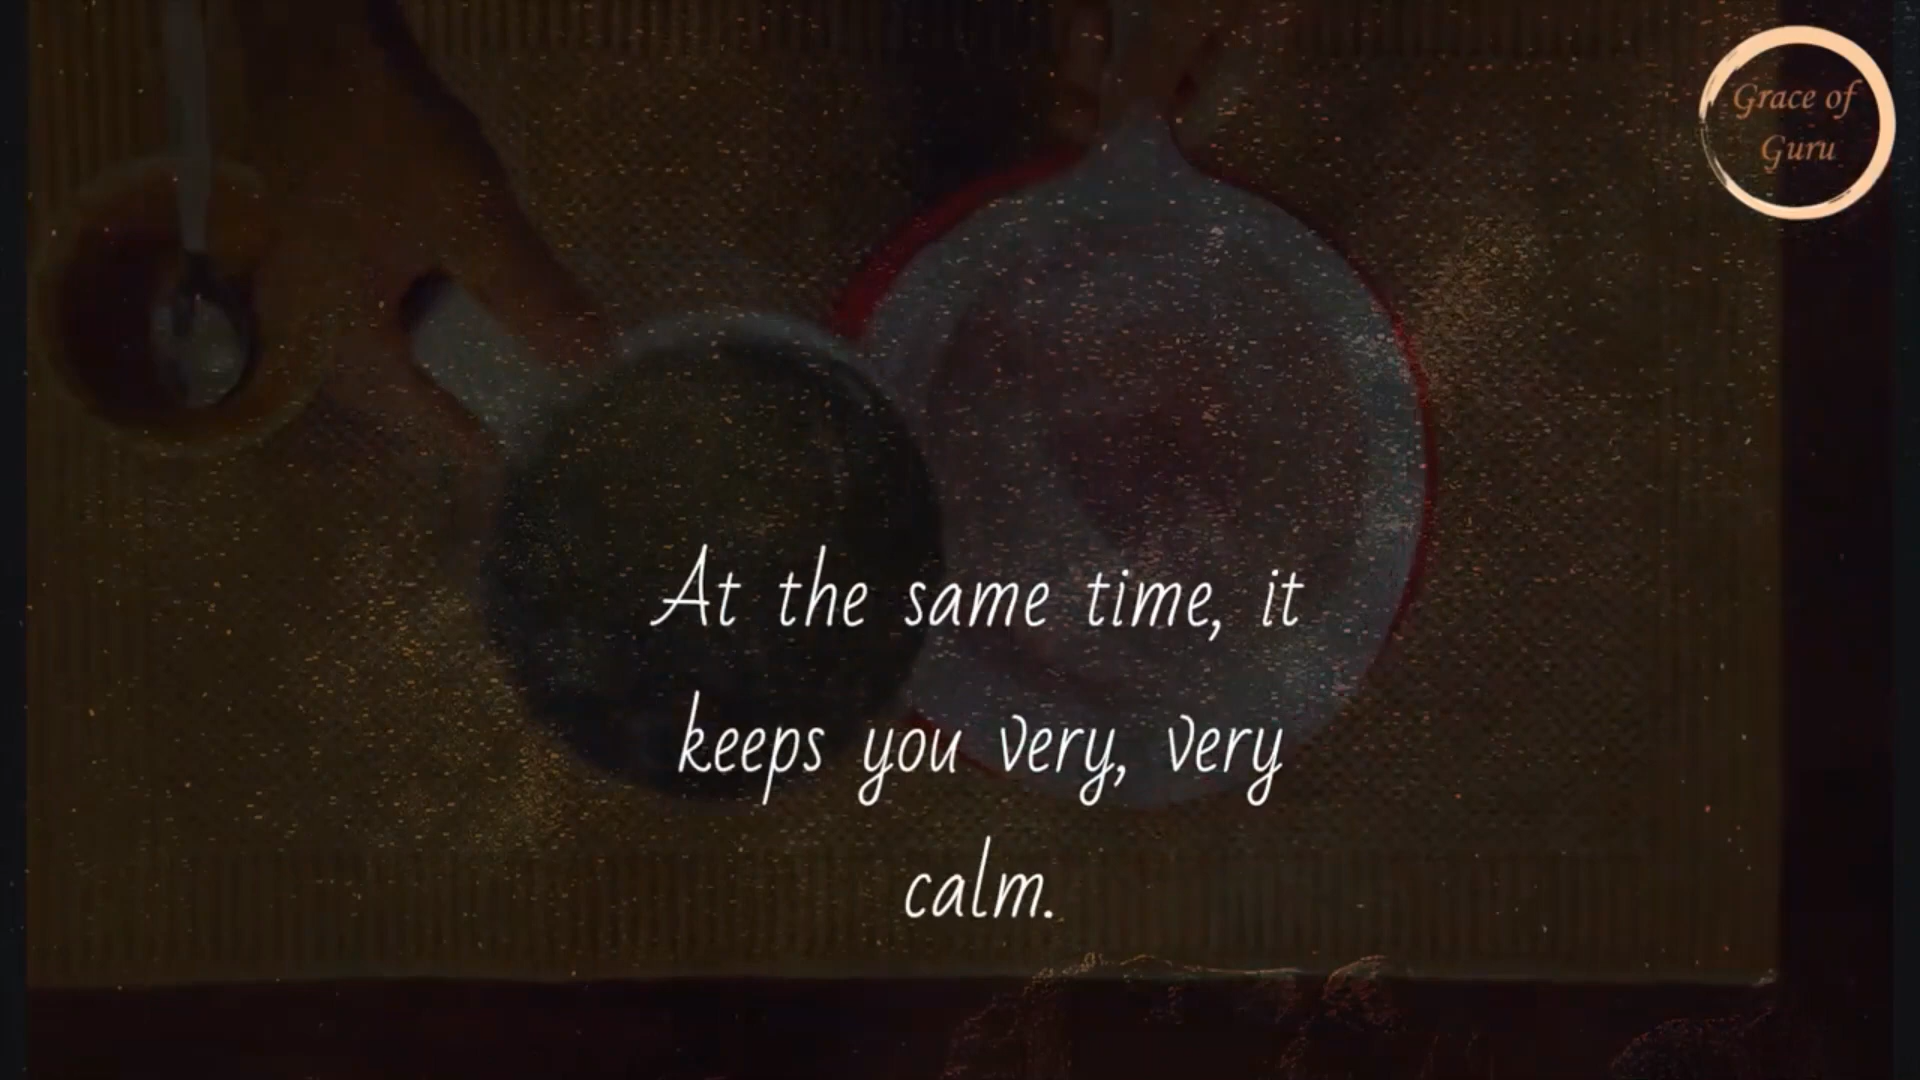 Grace of
Guru
At the same time, it
keeps you very, very
calm.